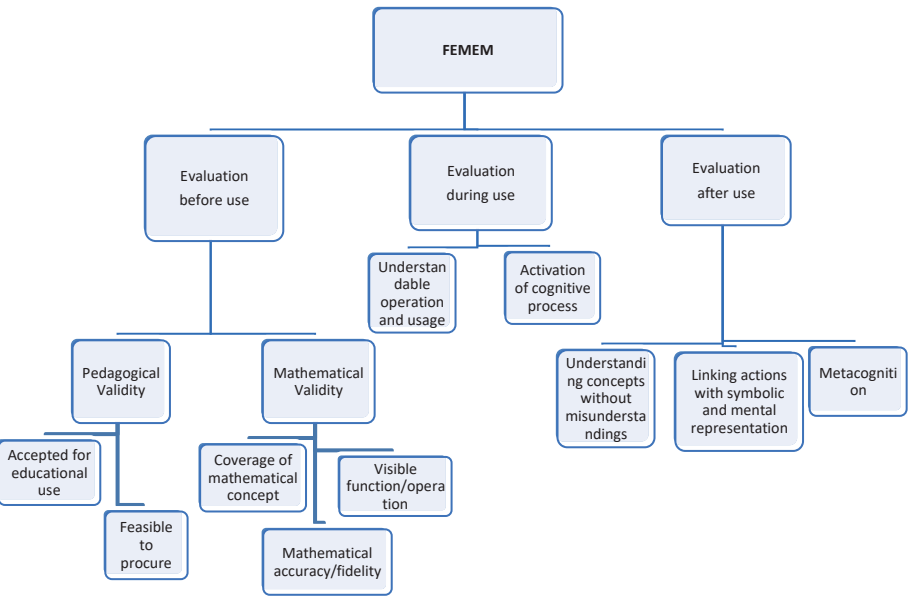 FEMEM
Evaluation
before use
Evaluation
during use
Evaluation
after use
Understan
dable
operation
and usage
Activation
of cognitive
process
Pedagogical
Validity
Mathematical
Validity
Understandi
ng concepts
without
misundersta
ndings
Linking actions
with symbolic
and mental
representation
Metacogniti
on
Accepted for
educational
use
Feasible
to
procure
Coverage of
mathematical
concept
Visible
function/opera
tion
Mathematical
accuracy/fidelity